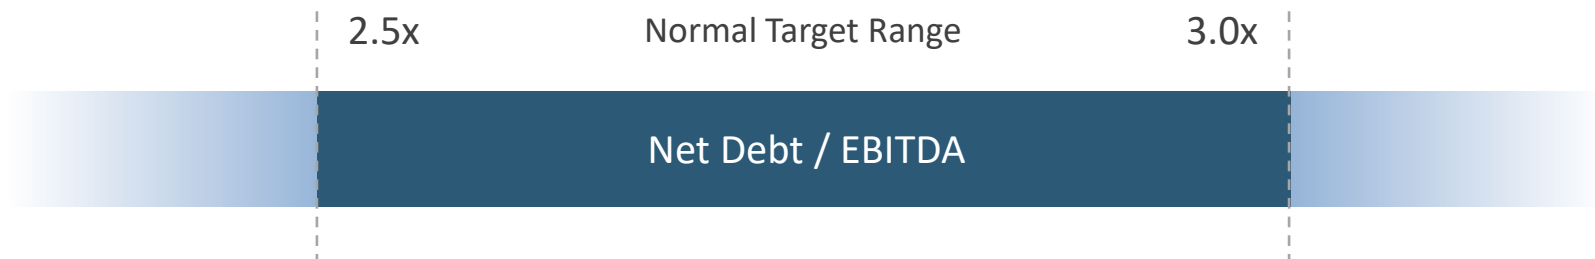 2.5x Normal Target Range 3.0x
Net Debt / EBITDA